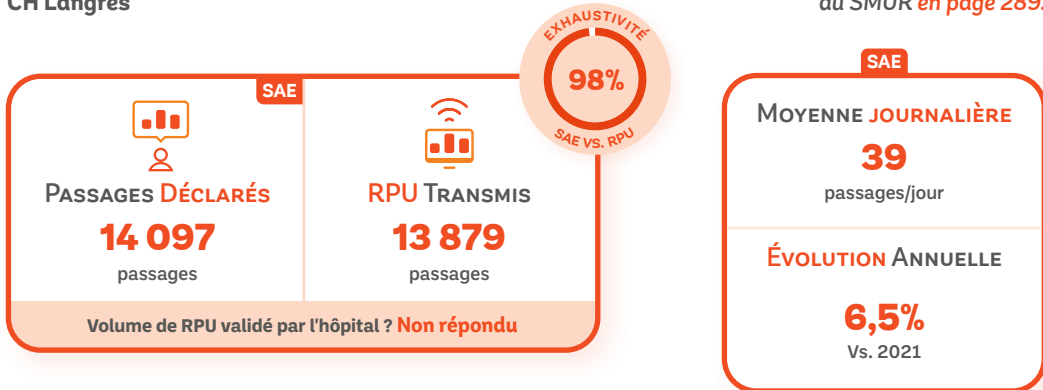 CH Langres
du SMUR en page 289.
EXHAUSTIVITÉ
98%
SAE VS. RPU
SAE
PASSAGES DÉCLARÉS
14 097
passages
RPU TRANSMIS
13 879
passages
Volume de RPU validé par l'hôpital ? Non répondu
SAE
MOYENNE JOURNALIÈRE
39
passages/jour
ÉVOLUTION ANNUELLE
6,5%
Vs. 2021